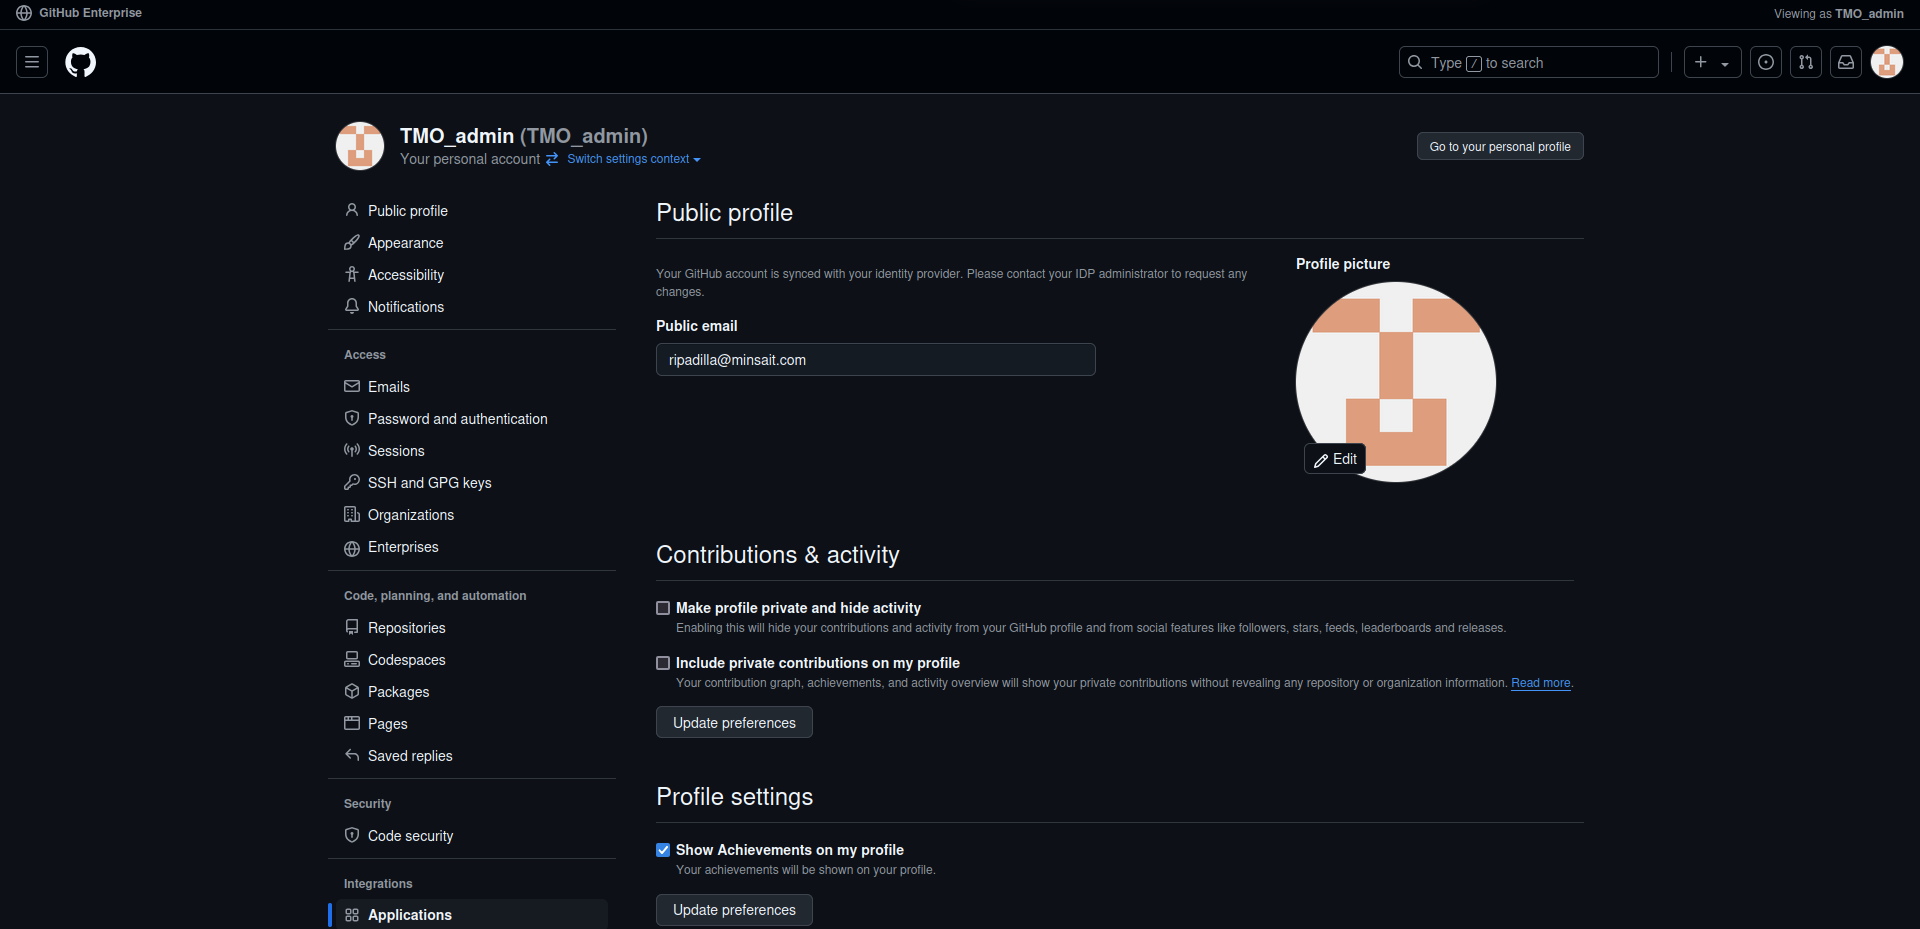 GitHub Enterprise
Viewing as TMO_admin
Type / to search
TMO_admin (TMO_admin)
Your personal account Switch settings context
Go to your personal profile
Public profile
Appearance
Accessibility
Notifications
Access
Emails
Password and authentication
Sessions
SSH and GPG keys
Organizations
Enterprises
Code, planning, and automation
Repositories
Codespaces
Packages
Pages
Saved replies
Security
Code security
Integrations
Applications
Public profile
Your GitHub account is synced with your identity provider. Please contact your IDP administrator to request any
changes.
Public email
ripadilla@minsait.com
Profile picture
Edit
Contributions & activity
Make profile private and hide activity
Enabling this will hide your contributions and activity from your GitHub profile and from social features like followers, stars, feeds, leaderboards and releases.
Include private contributions on my profile
Your contribution graph, achievements, and activity overview will show your private contributions without revealing any repository or organization information. Read more.
Update preferences
Profile settings
Show Achievements on my profile
Your achievements will be shown on your profile.
Update preferences